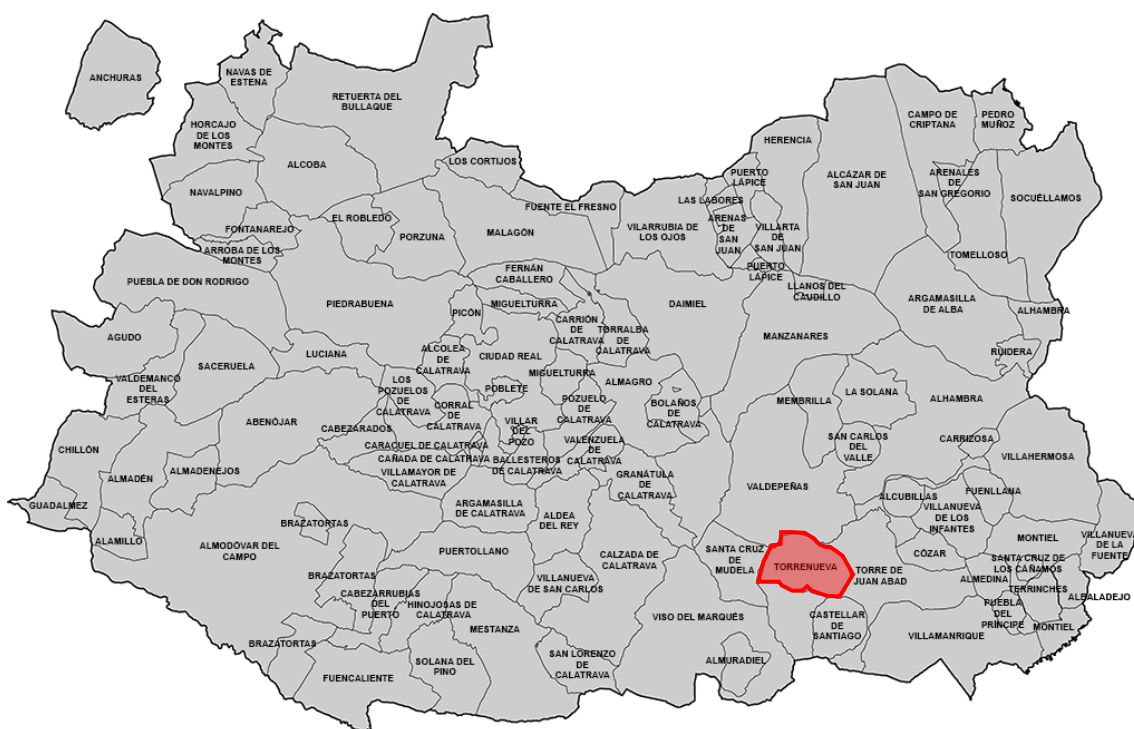 ANCHURAS
NAVAS DE
ESTENA
RETUERTA DEL
BULLAQUE
HORCAJO
DE LOS
MONTES
ALCOBA
LOS CORTIJOS
NAVALPINO
FONTANAREJO
EL ROBLEDO
PORZUNA
MALAGÓN
FUENTE EL FRESNO
ARROBA DE LOS
MONTES
PUEBLA DE DON RODRIGO
PIEDRABUENA
FERNÁN
CABALLERO
VILARRUBIA DE
LOS OJOS
LAS LABORES
ARENAS
DE
SAN
JUAN
PUERTO
LÁPICE
HERENCIA
VILLARTA
DE
SAN JUAN
PUERTO
LÁPICE
ALCÁZAR DE
SAN JUAN
CAMPO DE
CRIPTANA
PEDRO
MUÑOZ
ARENALES
DE
SAN GREGORIO
SOCUÉLLAMOS
TOMELLOSO
LLANOS DEL
CAUDILLO
ARGAMASILLA
DE ALBA
ALHAMBRA
RUIDERA
DAIMIEL
MANZANARES
AGUDO
SACERUELA
LUCIANA
PICÓN
MIGUELTURRA
CARRIÓN
DE
CALATRAVA
TORRALBA
DE
CALATRAVA
ALCOLEA
DE
CALATRAVA
CIUDAD REAL
MIGUELTURRA
ALMAGRO
VALDEMANCO
DEL
ESTERAS
LOS
POZUELOS
DE
CALATRAVA
POBLETE
POZUELO
DE
CALATRAVA
BOLAÑOS
DE
CALATRAVA
MEMBRILLA
LA SOLANA
ALHAMBRA
ABENÓJAR
CABEZARADOS
CORRAL
DE
CALATRAVA
VILLAR
DEL
POZO
CARACUEL DE CALATRAVA
CAÑADA DE CALATRAVA
VALENZUELA
DE
CALATRAVA
BALLESTEROS
DE CALATRAVA
VILLAMAYOR DE
CALATRAVA
SAN CARLOS
DEL
VALLE
CARRIZOSA
VILLAHERMOSA
CHILLÓN
ALMADÉN
ALMADENEJOS
GRANÁTULA
DE
CALATRAVA
VALDEPEÑAS
ALCUBILLAS
FUENLLANA
VILLANUEVA
DE LOS
INFANTES
GUADALMEZ
ALAMILLO
BRAZATORTAS
ARGAMASILLA
DE CALATRAVA
ALDEA
DEL REY
ALMODÓVAR DEL
CAMPO
PUERTOLLANO
CALZADA DE
CALATRAVA
SANTA CRUZ
DE
MUDELA
TORRENUEVA
TORRE DE
JUAN ABAD
CÓZAR
MONTIEL
VILLANUEVA
DE LA
FUENTE
SANTA CRUZ DE
LOS CÁÑAMOS
ALMEDINA
TERRINCHES
ALBALADEJO
BRAZATORTAS
CABEZARRUBIAS
DEL
PUERTO
HINOJOSAS DE
CALATRAVA
VILLANUEVA
DE SAN CARLOS
MESTANZA
VISO DEL MARQUÉS
CASTELLAR
DE
SANTIAGO
VILLAMANRIQUE
PUEBLA
DEL
PRÍNCIPE
MONTIEL
BRAZATORTAS
FUENCALIENTE
SOLANA DEL
PINO
SAN LORENZO
DE
CALATRAVA
ALMURADIEL